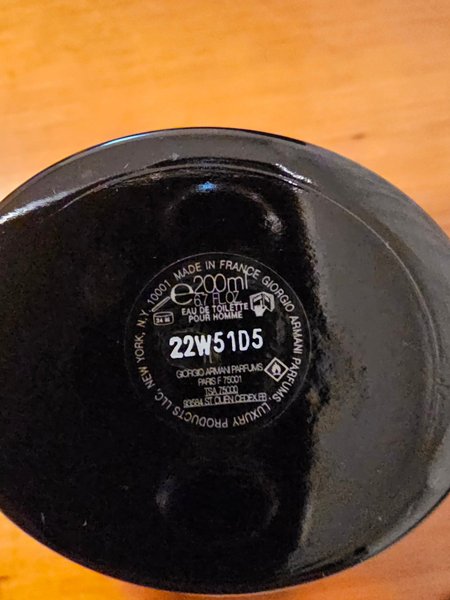 MADE IN FRANCE GIORGIO ARMANI PARFUMS, LUXURY PRODUCTS LLC, NEW YORK, N.Y. 10001
e 200ml
6.7 FL.OZ
EAU DE TOILETTE
POUR HOMME
24 M
22W51D5
GIORGIO ARMANI PARFUMS
PARIS F 75001
TSA 75000
93584 ST. OUEN CEDEX FR